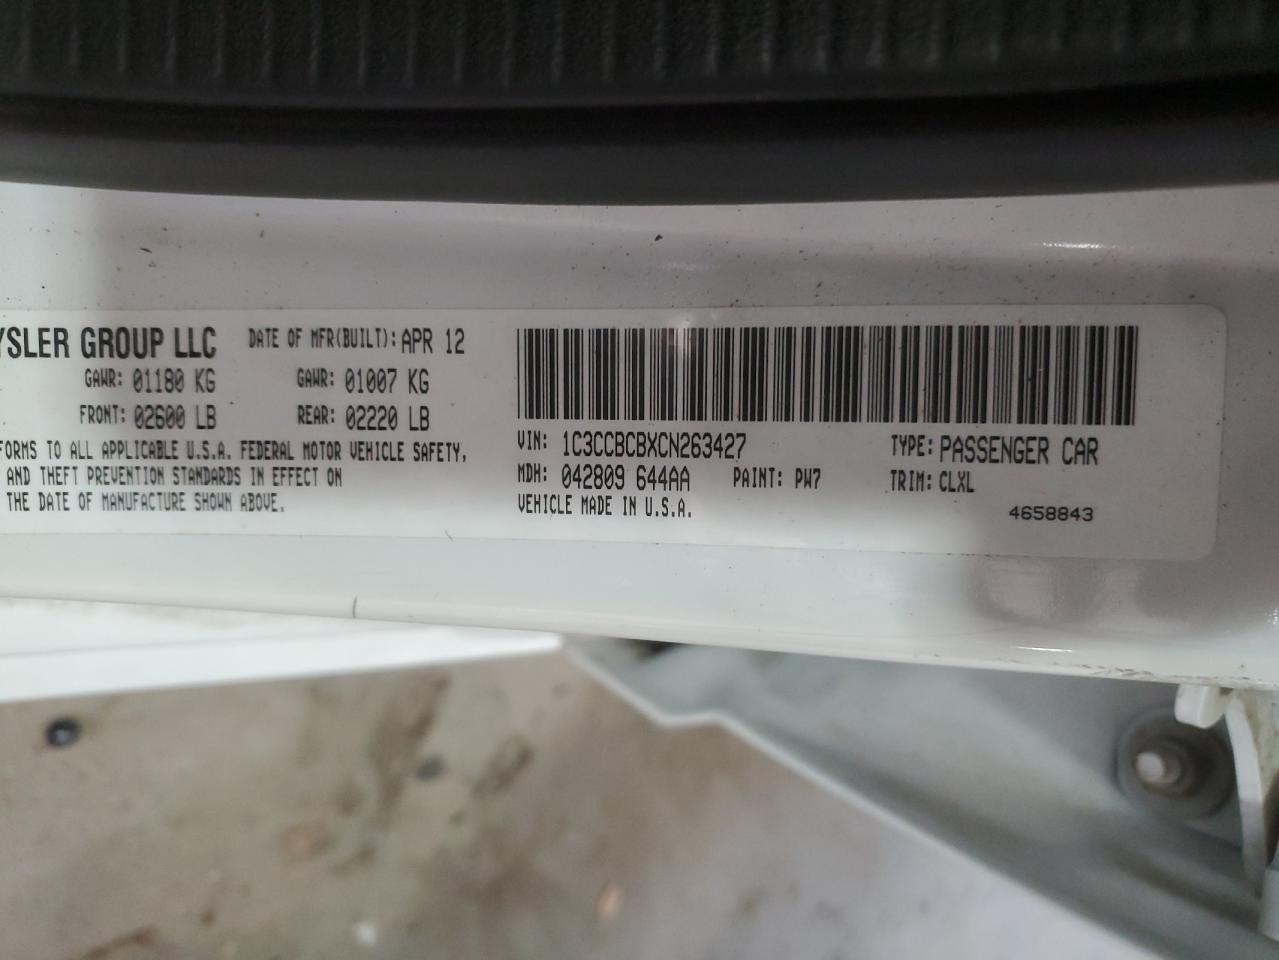 YSLER GROUP LLC DATE OF MFR(BUILT): APR 12
GAWR: 01180 KG GAWR: 01007 KG
FRONT: 02600 LB REAR: 02220 LB
FORMS TO ALL APPLICABLE U.S.A. FEDERAL MOTOR VEHICLE SAFETY,
AND THEFT PREVENTION STANDARDS IN EFFECT ON
THE DATE OF MANUFACTURE SHOWN ABOVE.
VIN: 1C3CCBCBXCN263427 TYPE: PASSENGER CAR
MDH: 042809 644AA PAINT: PW7 TRIM: CLXL
VEHICLE MADE IN U.S.A. 4658843